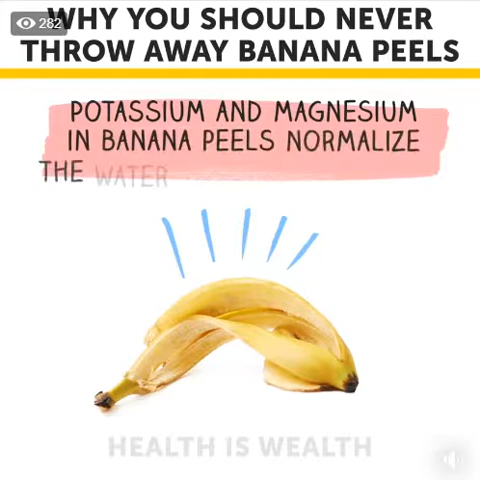 WHY YOU SHOULD NEVER
282
THROW AWAY BANANA PEELS
POTASSIUM AND MAGNESIUM
IN BANANA PEELS NORMALIZE
THE WATER
HEALTH IS WEALTH